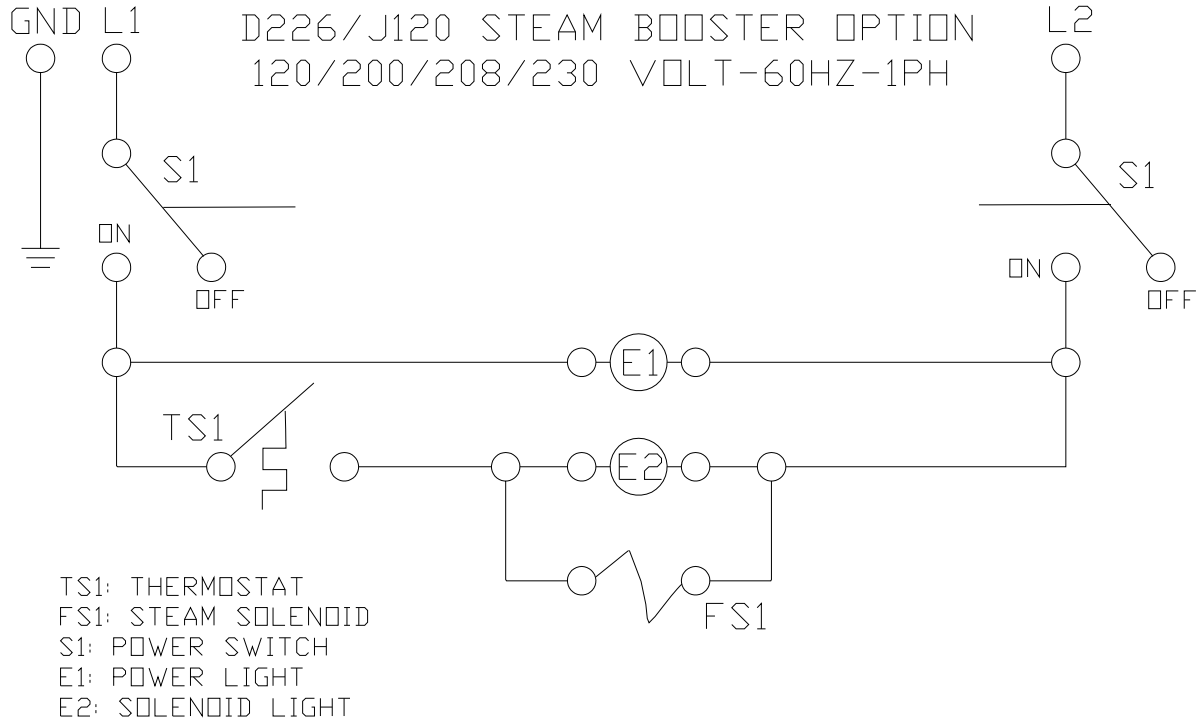 GND L1 D226/J120 STEAM BOOSTER OPTION L2
120/200/208/230 VOLT-60HZ-1PH
S1 S1
ON ON
OFF OFF
E1
TS1
E2
FS1
TS1: THERMOSTAT
FS1: STEAM SOLENOID
S1: POWER SWITCH
E1: POWER LIGHT
E2: SOLENOID LIGHT